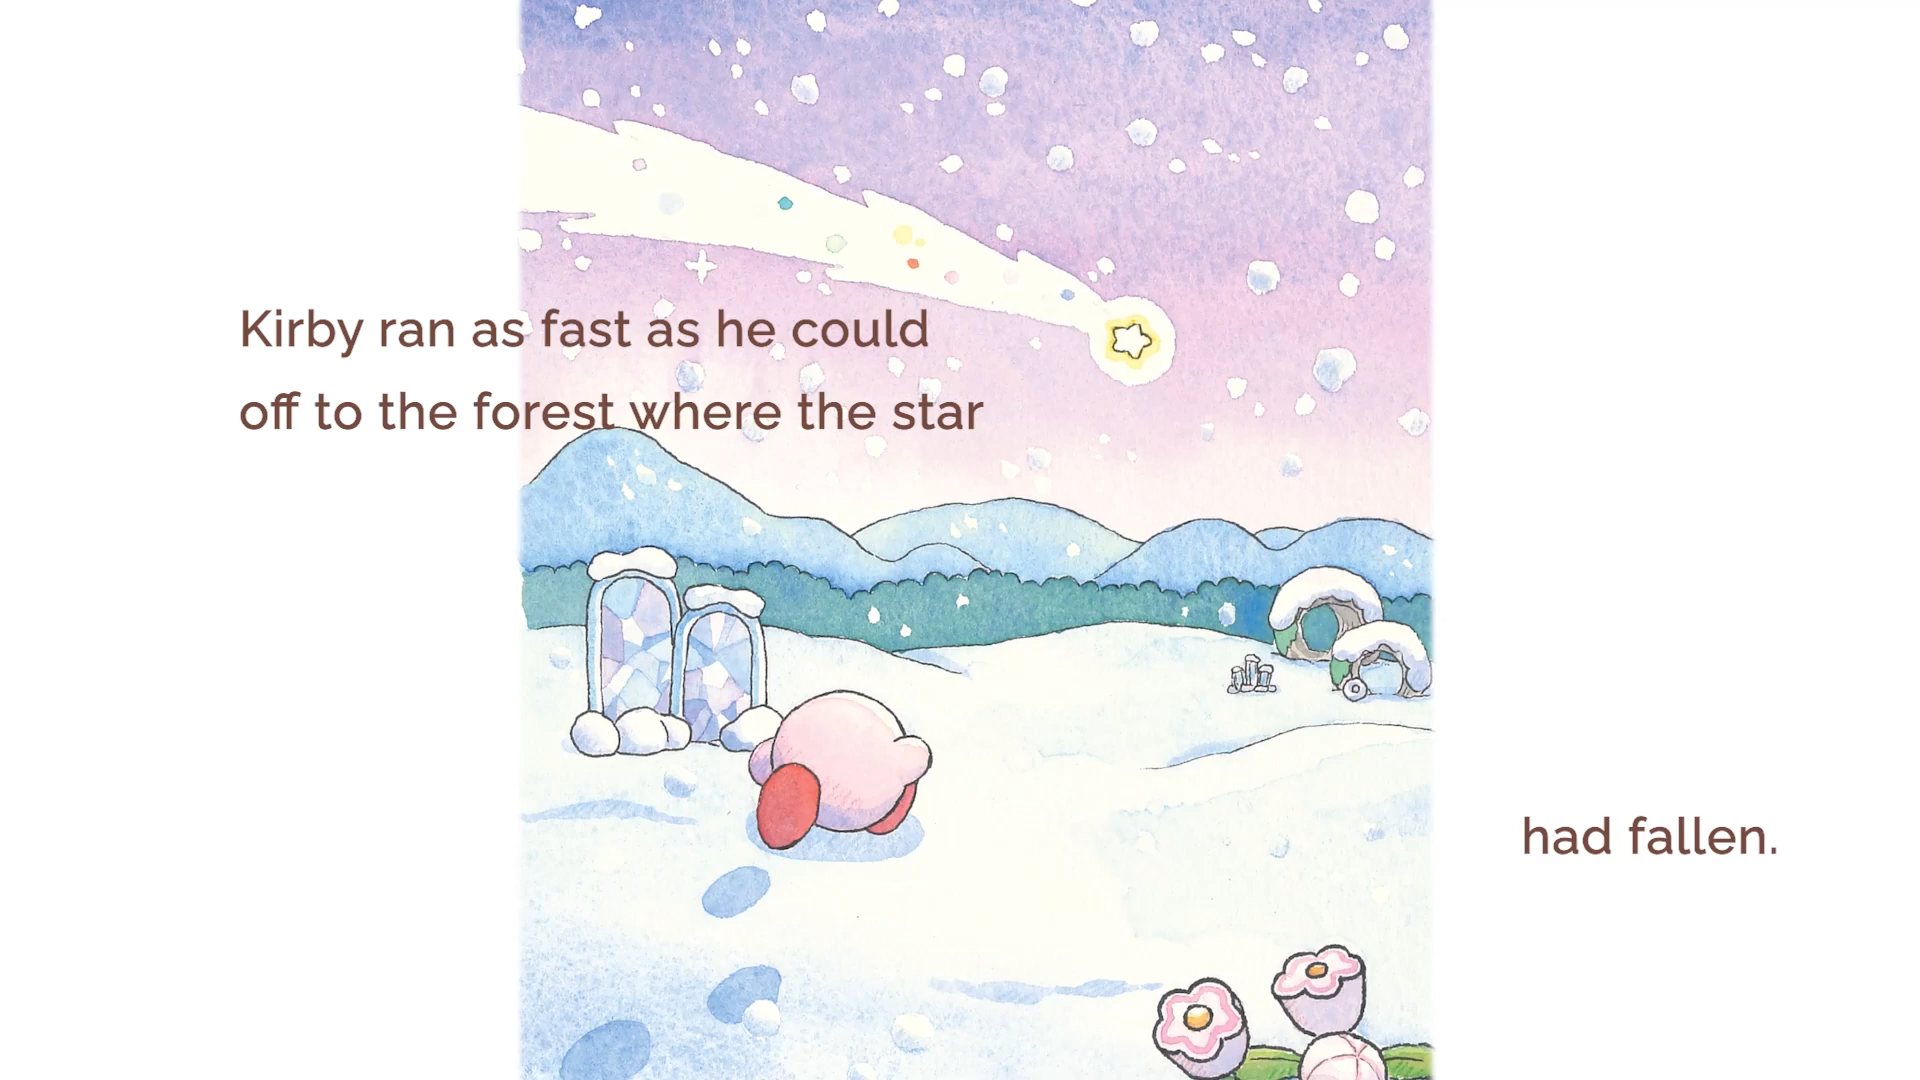 Kirby ran as fast as he could
off to the forest where the star
had fallen.